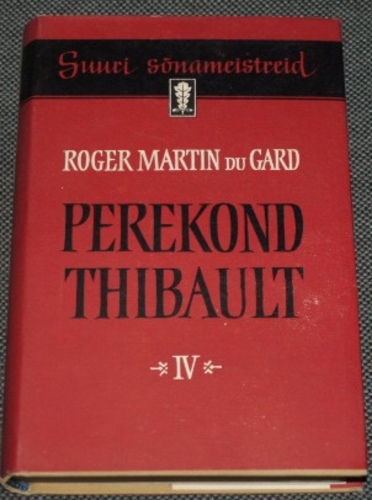 Suuri sõnameistreid
ROGER MARTIN DU GARD
PEREKOND
THIBAULT
IV